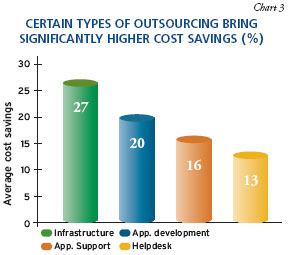 Chart 3
CERTAIN TYPES OF OUTSOURCING BRING
SIGNIFICANTLY HIGHER COST SAVINGS (%)
Average cost savings
30
25
20
15
10
5
0
27
20
16
13
Infrastructure
App. development
App. Support
Helpdesk